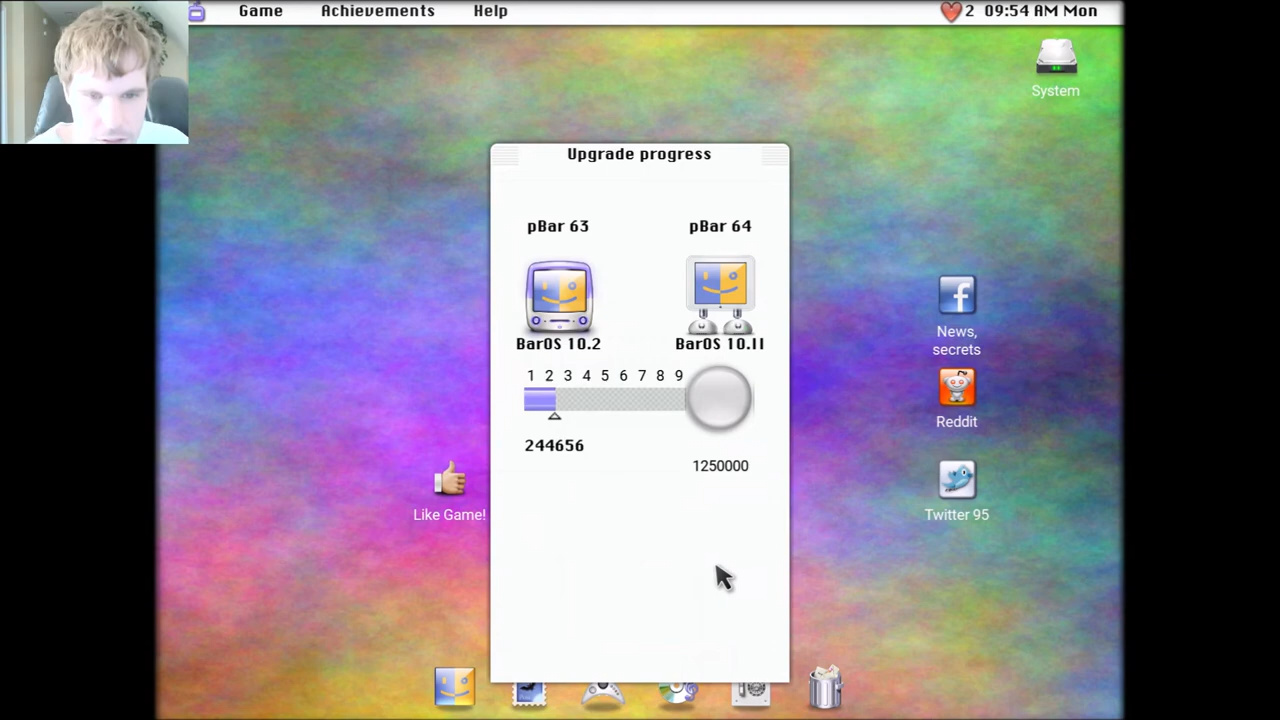 Game Achievements Help 2 09:54 AM Mon
System
Upgrade progress
pBar 63 pBar 64
BarOS 10.2 BarOS 10.11
1 2 3 4 5 6 7 8 9
244656
1250000
News,
secrets
Reddit
Like Game!
Twitter 95